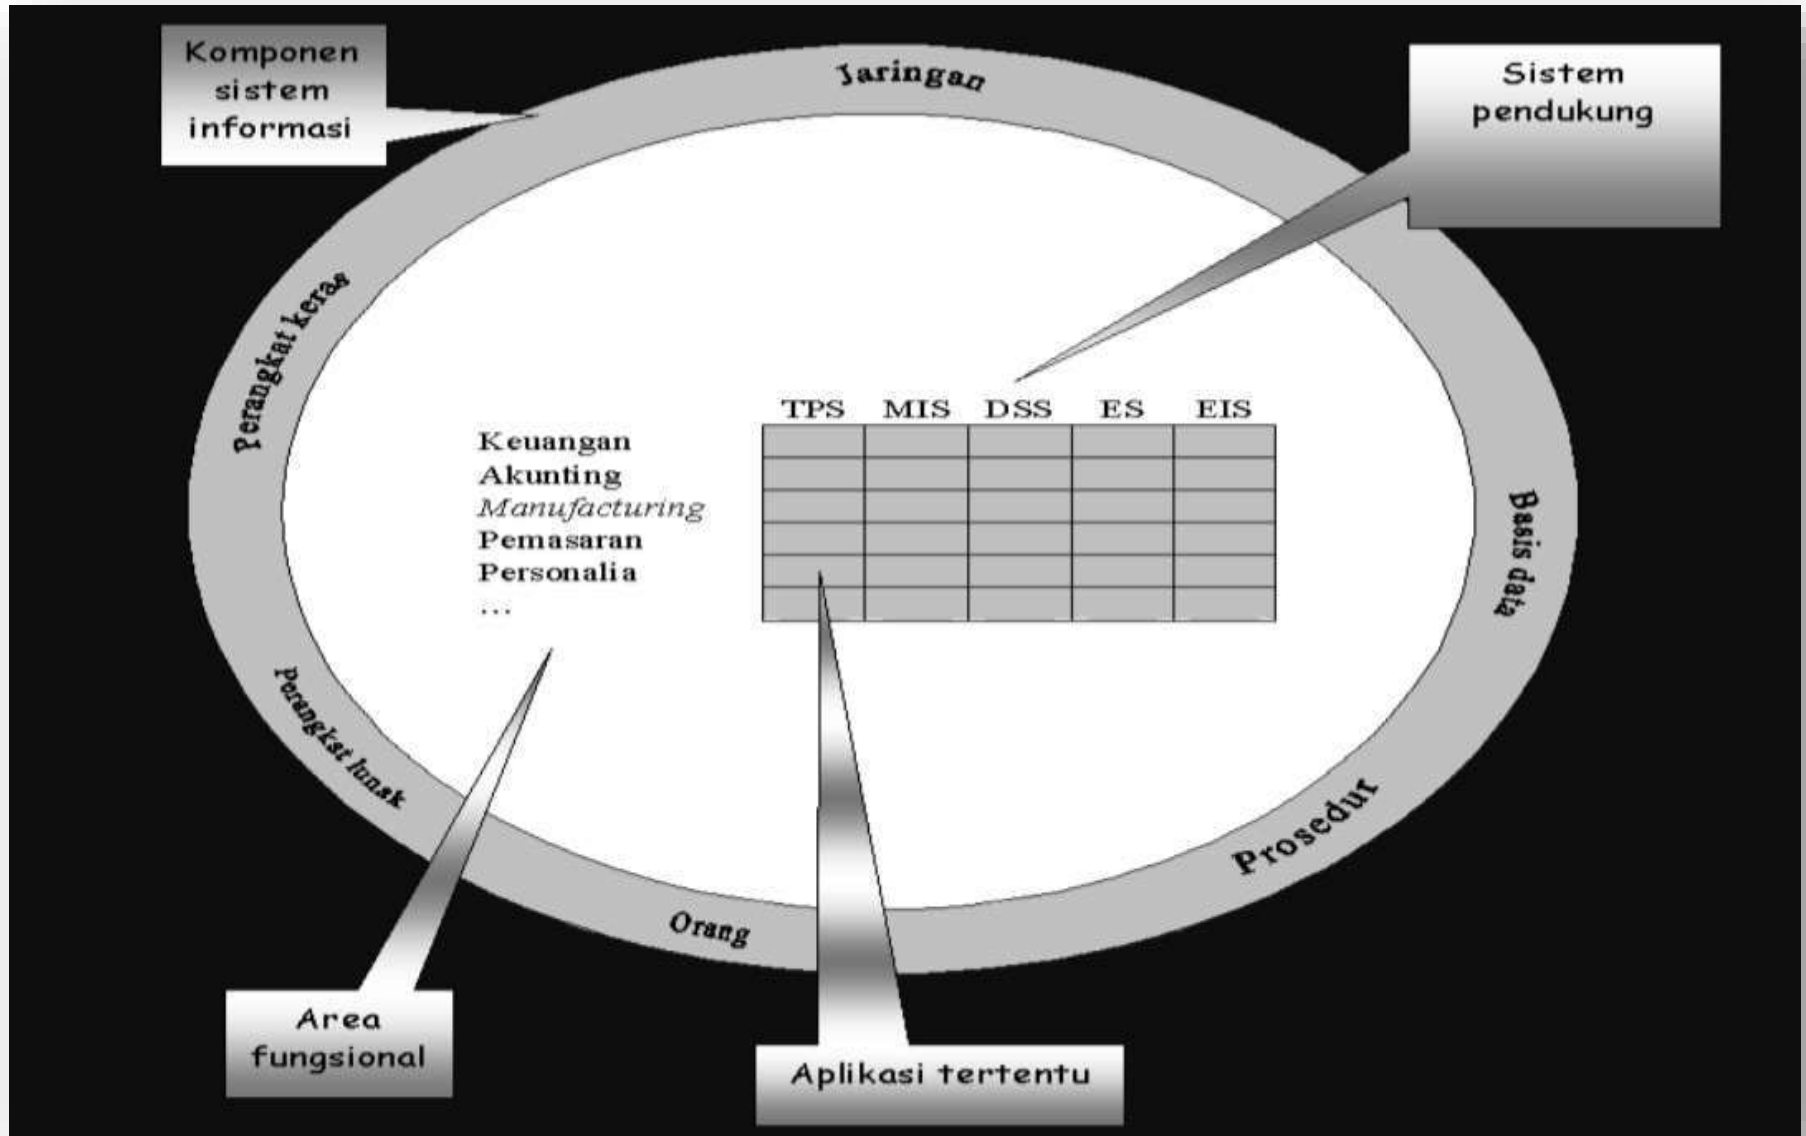 Komponen
sistem
informasi
Jaringan
Sistem
pendukung
Perangkat keras
TPS MIS DSS ES EIS
Keuangan
Akunting
Manufacturing
Pemasaran
Personalia
...
Basis data
Perangkat lunak
Prosedur
Orang
Area
fungsional
Aplikasi tertentu